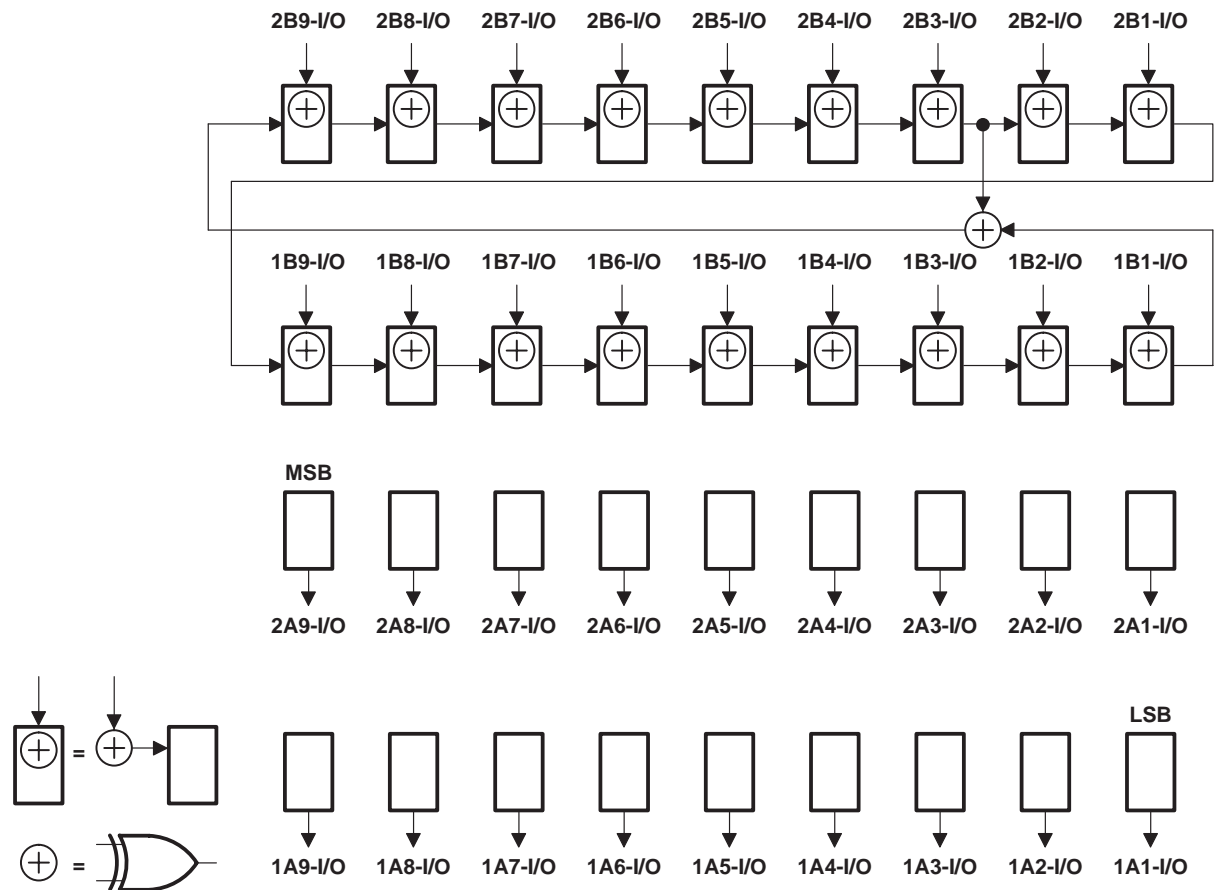 2B9-I/O 2B8-I/O 2B7-I/O 2B6-I/O 2B5-I/O 2B4-I/O 2B3-I/O 2B2-I/O 2B1-I/O
1B9-I/O 1B8-I/O 1B7-I/O 1B6-I/O 1B5-I/O 1B4-I/O 1B3-I/O 1B2-I/O 1B1-I/O
MSB
2A9-I/O 2A8-I/O 2A7-I/O 2A6-I/O 2A5-I/O 2A4-I/O 2A3-I/O 2A2-I/O 2A1-I/O
LSB
=
= 1A9-I/O 1A8-I/O 1A7-I/O 1A6-I/O 1A5-I/O 1A4-I/O 1A3-I/O 1A2-I/O 1A1-I/O